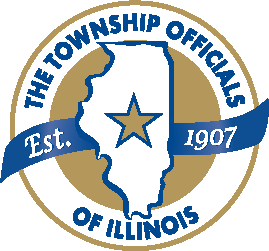 THE TOWNSHIP OFFICIALS
Est. 1907
OF ILLINOIS